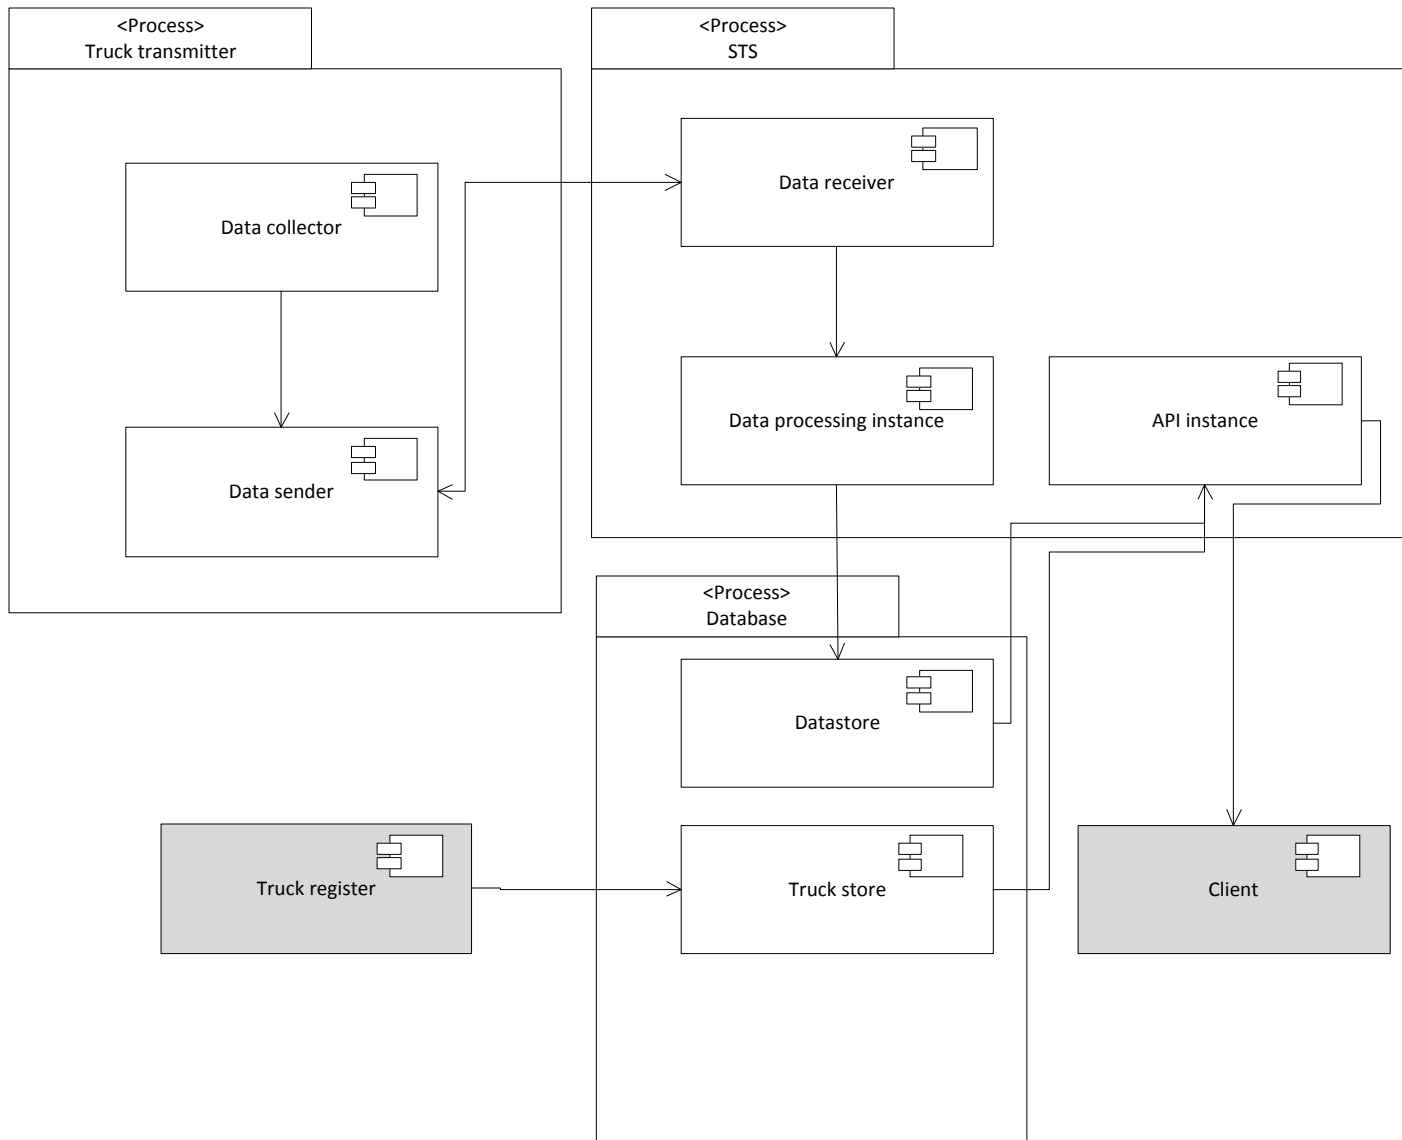 <Process>
Truck transmitter
<Process>
STS
Data receiver
Data collector
Data processing instance
API instance
Data sender
<Process>
Database
Datastore
Truck register
Truck store
Client